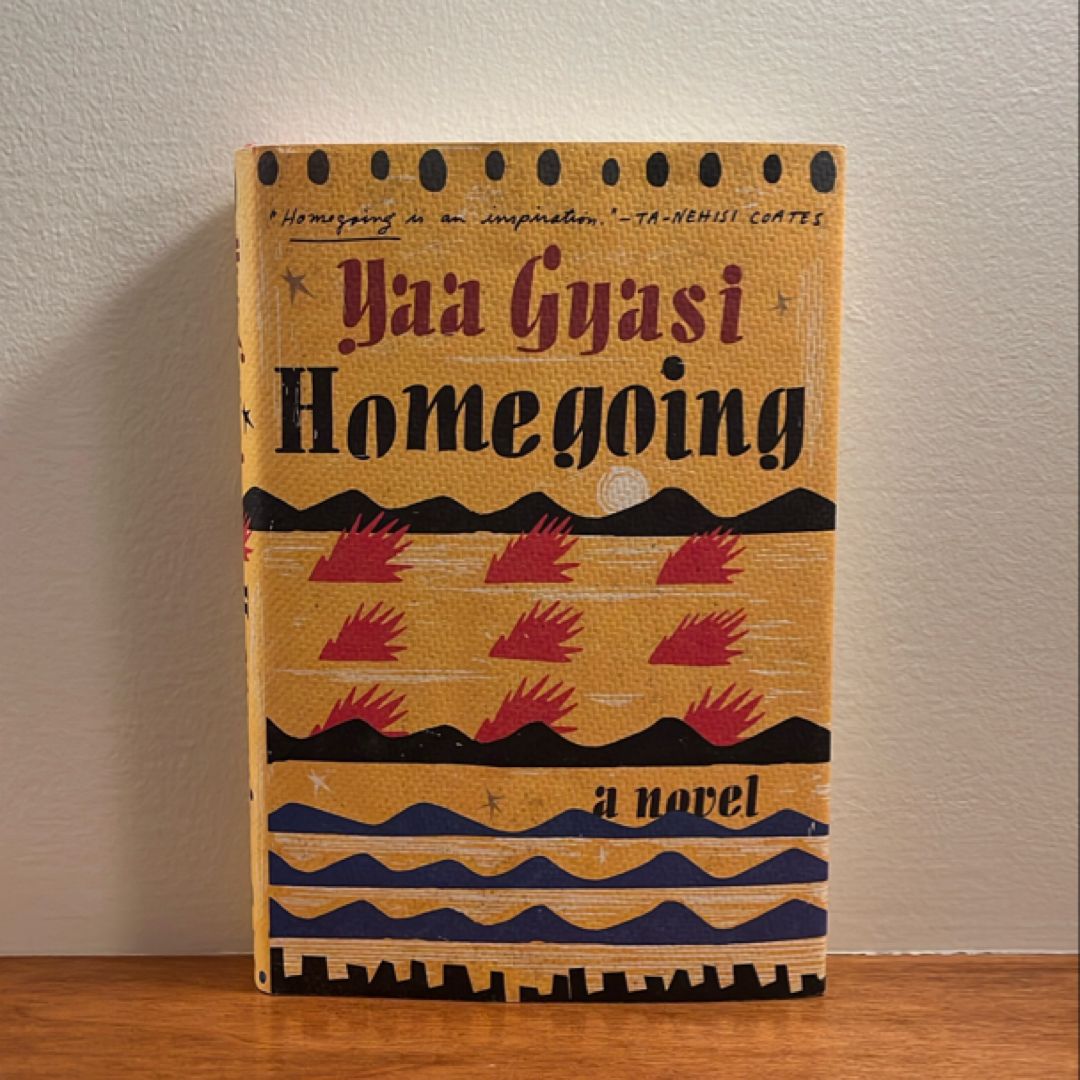 "Homegoing is an inspiration."—TA-NEHISI COATES
Yaa Gyasi
Homegoing
a novel